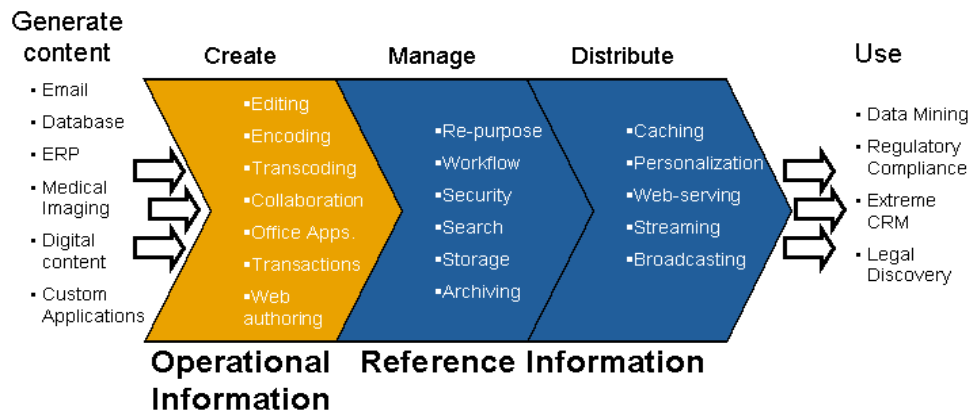 Generate
content
▪ Email
▪ Database
▪ ERP
▪ Medical
Imaging
▪ Digital
content
▪ Custom
Applications
Create
▪Editing
▪Encoding
▪Transcoding
▪Collaboration
▪Office Apps.
▪Transactions
▪Web
authoring
Manage
▪Re-purpose
▪Workflow
▪Security
▪Search
▪Storage
▪Archiving
Distribute
▪Caching
▪Personalization
▪Web-serving
▪Streaming
▪Broadcasting
Use
▪ Data Mining
▪ Regulatory
Compliance
▪ Extreme
CRM
▪ Legal
Discovery
Operational
Information
Reference Information